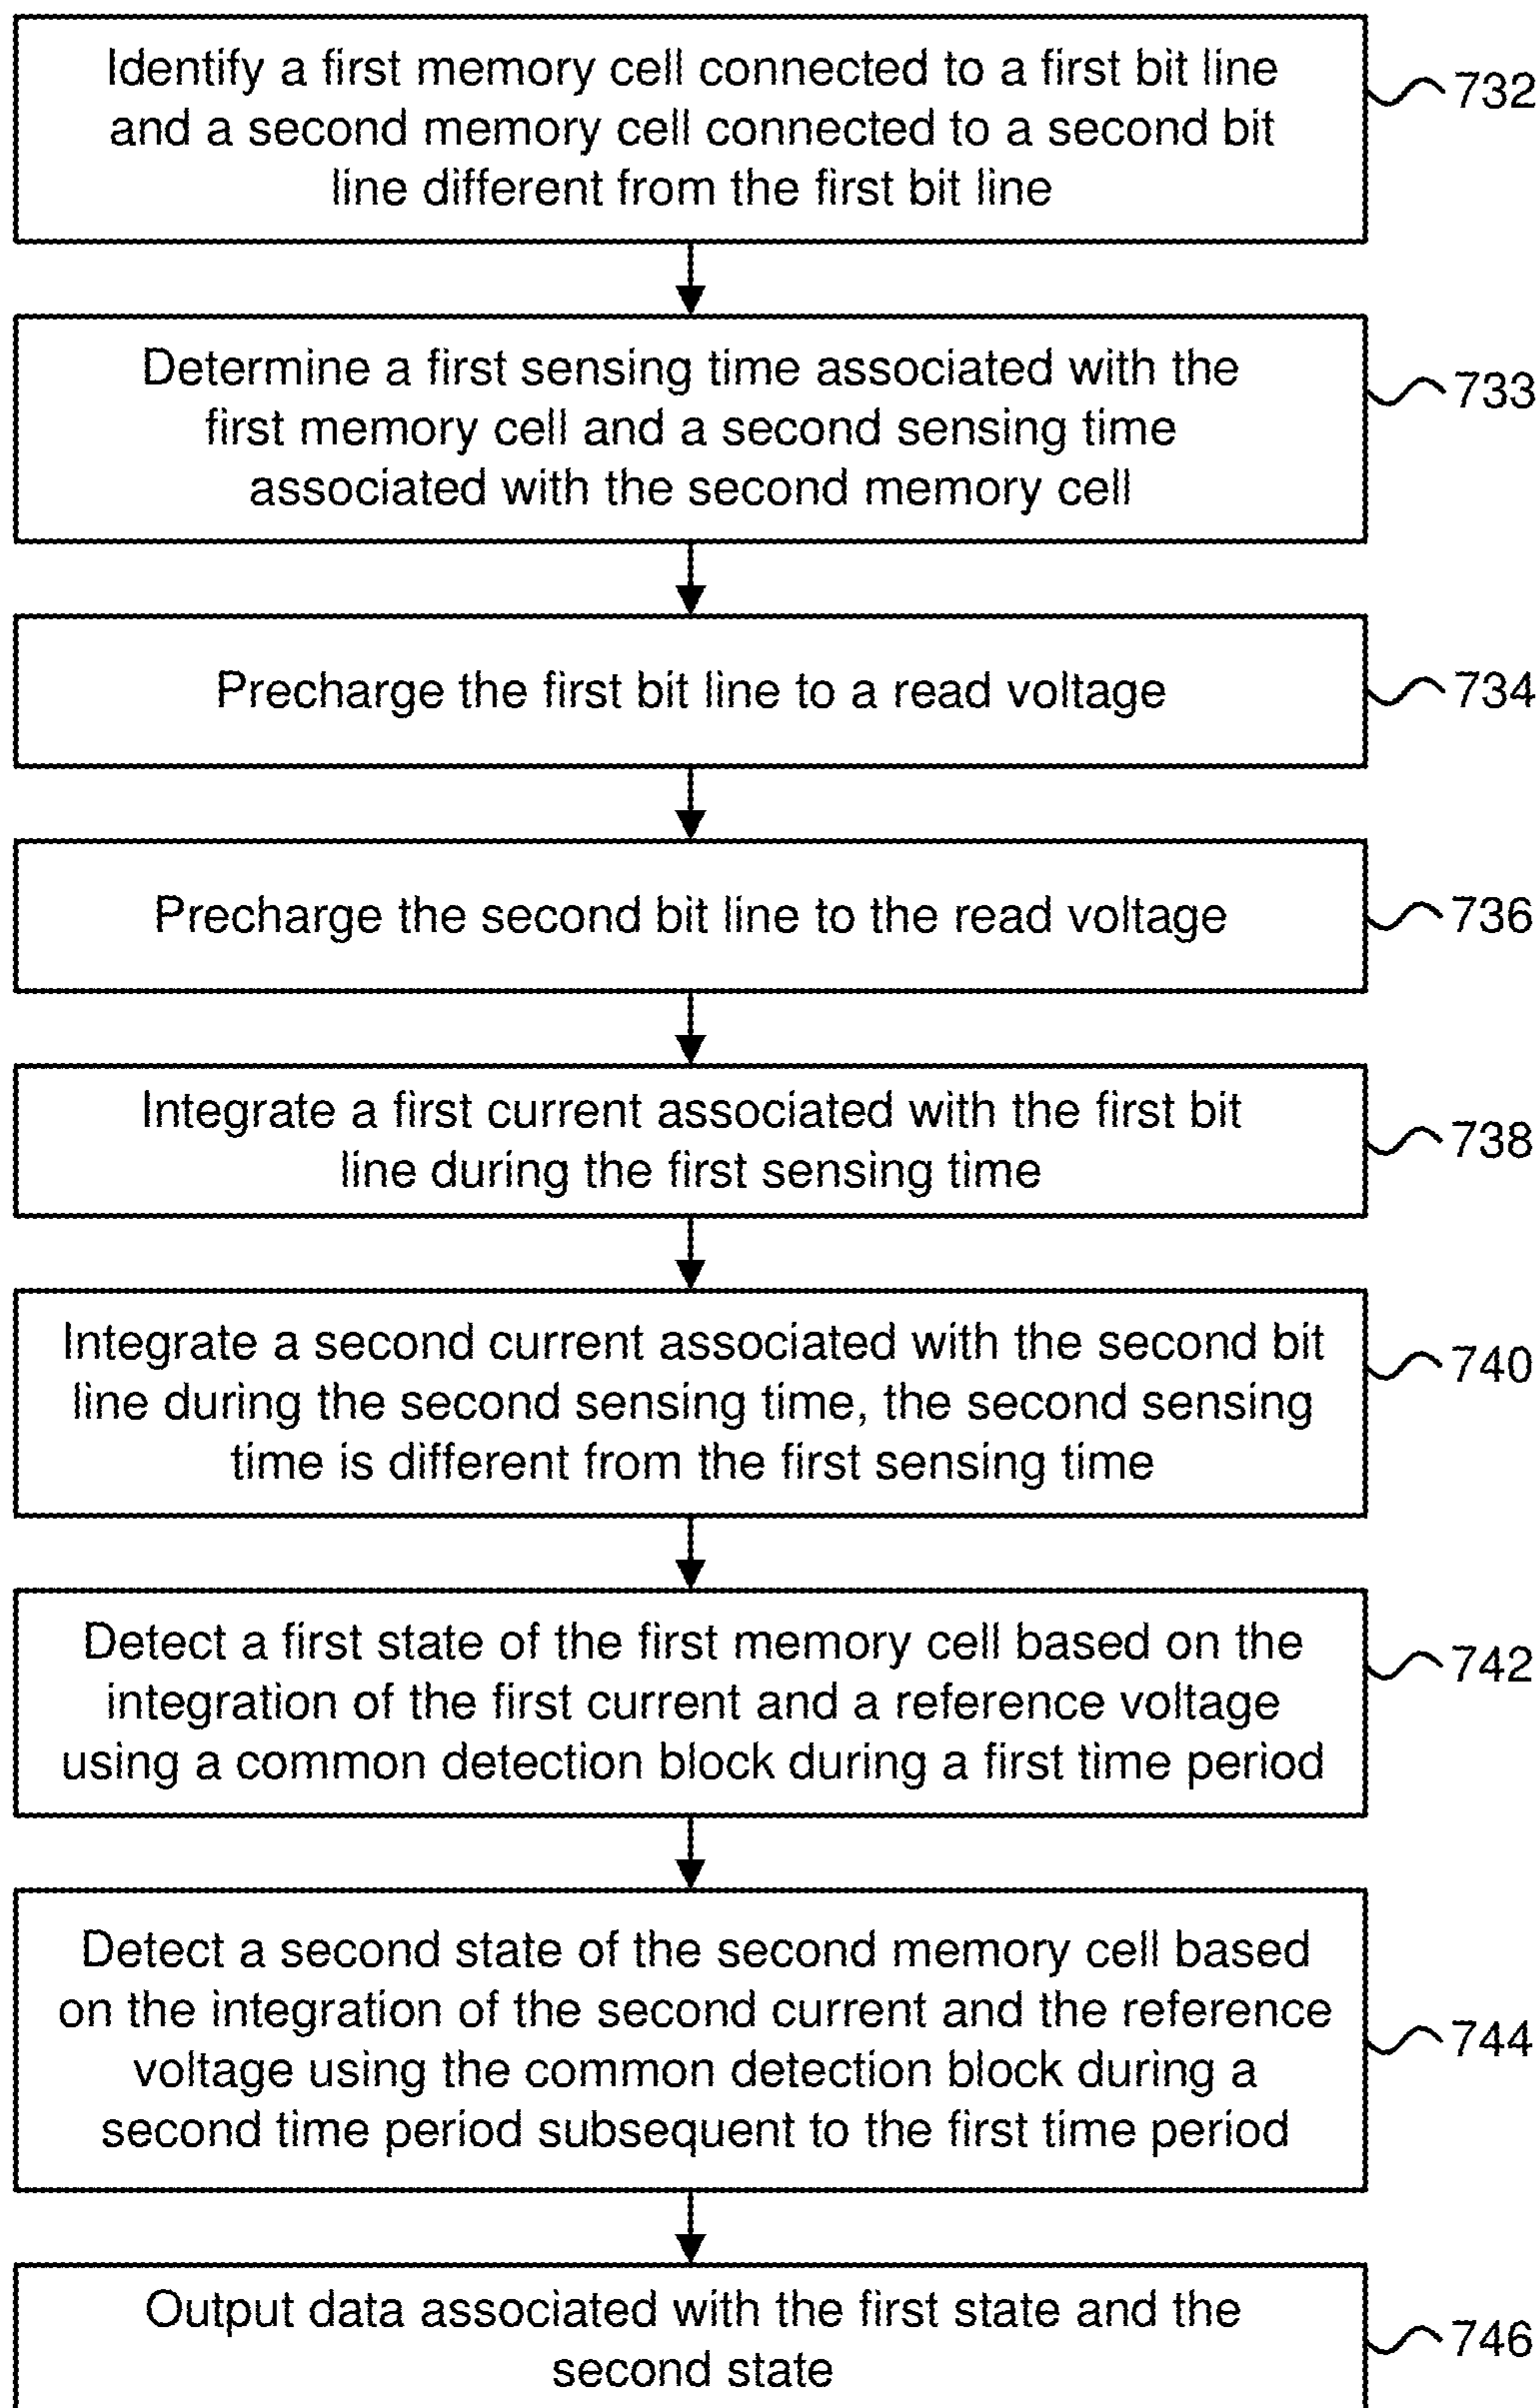 Identify a first memory cell connected to a first bit line
and a second memory cell connected to a second bit
line different from the first bit line
732
Determine a first sensing time associated with the
first memory cell and a second sensing time
associated with the second memory cell
733
Precharge the first bit line to a read voltage
734
Precharge the second bit line to the read voltage
736
Integrate a first current associated with the first bit
line during the first sensing time
738
Integrate a second current associated with the second bit
line during the second sensing time, the second sensing
time is different from the first sensing time
740
Detect a first state of the first memory cell based on the
integration of the first current and a reference voltage
using a common detection block during a first time period
742
Detect a second state of the second memory cell based
on the integration of the second current and the reference
voltage using the common detection block during a
second time period subsequent to the first time period
744
Output data associated with the first state and the
second state
746